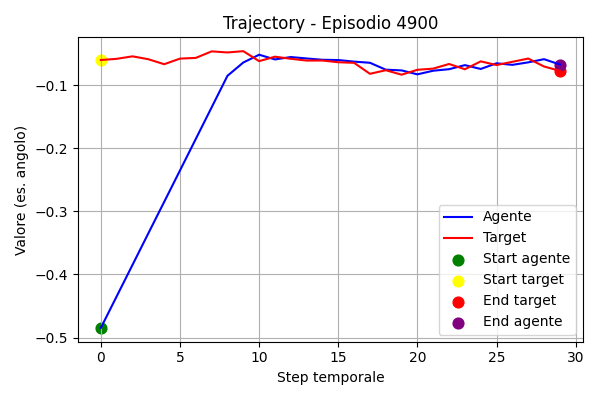 Trajectory - Episodio 4900
Valore (es. angolo)
−0.1
−0.2
−0.3
−0.4
−0.5
0
5
10
15
20
25
30
Step temporale
Agente
Target
Start agente
Start target
End target
End agente